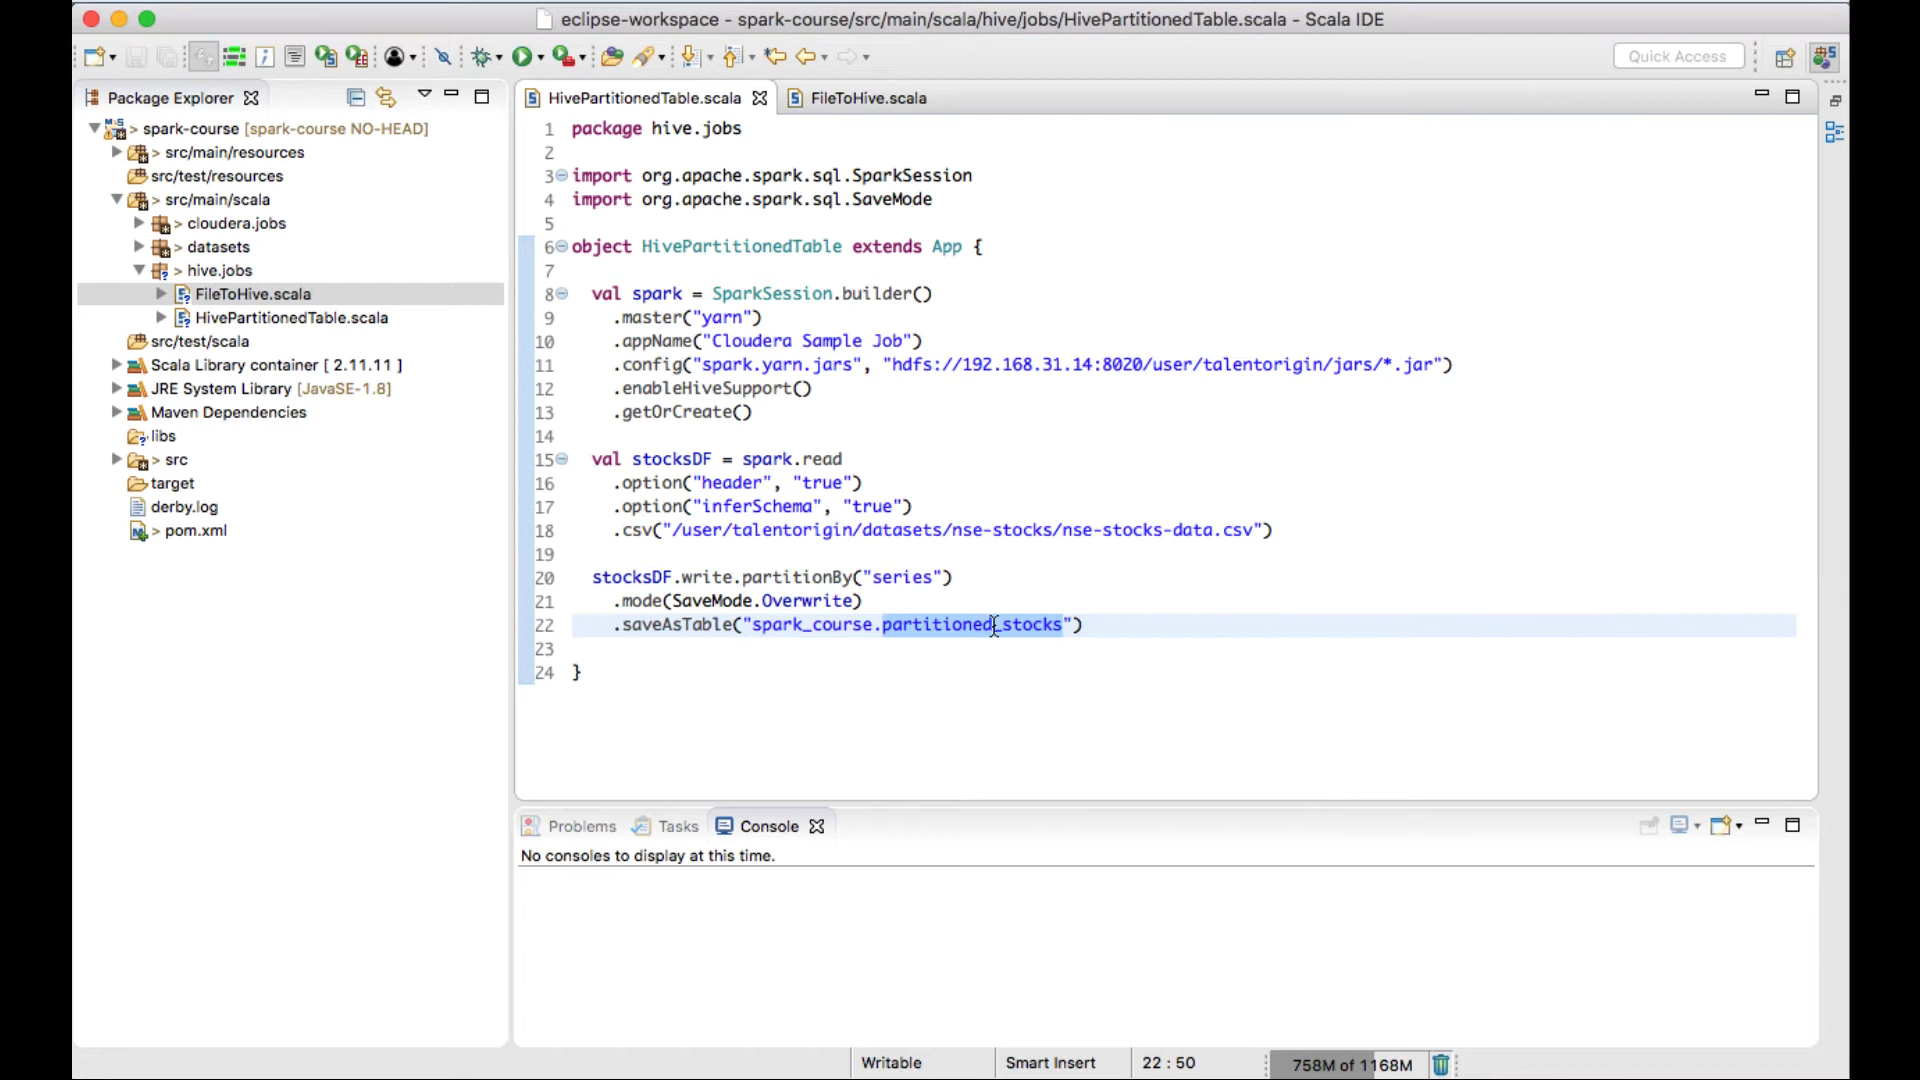 eclipse-workspace - spark-course/src/main/scala/hive/jobs/HivePartitionedTable.scala - Scala IDE
Quick Access
Package Explorer
> spark-course [spark-course NO-HEAD]
> src/main/resources
src/test/resources
> src/main/scala
> cloudera.jobs
> datasets
> hive.jobs
FileToHive.scala
HivePartitionedTable.scala
src/test/scala
Scala Library container [ 2.11.11 ]
JRE System Library [JavaSE-1.8]
Maven Dependencies
libs
> src
target
derby.log
> pom.xml
HivePartitionedTable.scala
FileToHive.scala
1 package hive.jobs
2
3 import org.apache.spark.sql.SparkSession
4 import org.apache.spark.sql.SaveMode
5
6 object HivePartitionedTable extends App {
7
8 val spark = SparkSession.builder()
9 .master("yarn")
10 .appName("Cloudera Sample Job")
11 .config("spark.yarn.jars", "hdfs://192.168.31.14:8020/user/talentorigin/jars/*.jar")
12 .enableHiveSupport()
13 .getOrCreate()
14
15 val stocksDF = spark.read
16 .option("header", "true")
17 .option("inferSchema", "true")
18 .csv("/user/talentorigin/datasets/nse-stocks/nse-stocks-data.csv")
19
20 stocksDF.write.partitionBy("series")
21 .mode(SaveMode.Overwrite)
22 .saveAsTable("spark_course.partitioned_stocks")
23
24 }
Problems
Tasks
Console
No consoles to display at this time.
Writable
Smart Insert
22 : 50
758M of 1168M